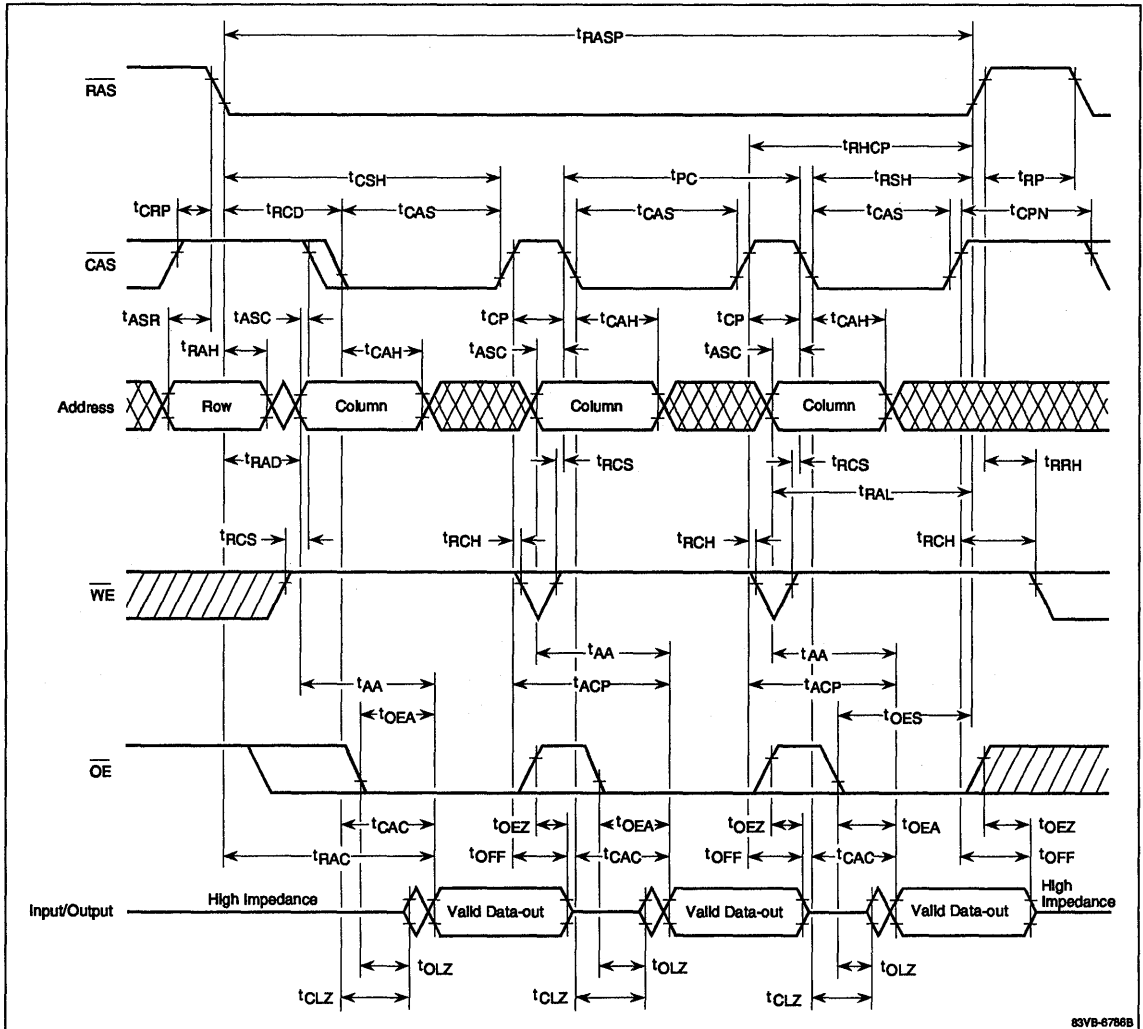 tRASP
RAS
tRHCP
tCSH tPC tRSH tRP
tCRP tRCD tCAS tCAS tCAS tCPN
CAS
tASR tASC tCP tCAH tCP tCAH
tRAH tCAH tASC tASC
Address Row Column Column Column
tRAD tRCS tRCS tRRH
tRAL
tRCS tRCH tRCH tRCH
WE
tAA tAA
tAA tACP tACP
tOEA tOES
OE
tCAC tOEZ tOEA tOEZ tOEA tOEZ
tRAC tOFF tCAC tOFF tCAC tOFF
Input/Output High Impedance Valid Data-out Valid Data-out Valid Data-out High Impedance
tOLZ tOLZ tOLZ
tCLZ tCLZ tCLZ
83VB-6786B